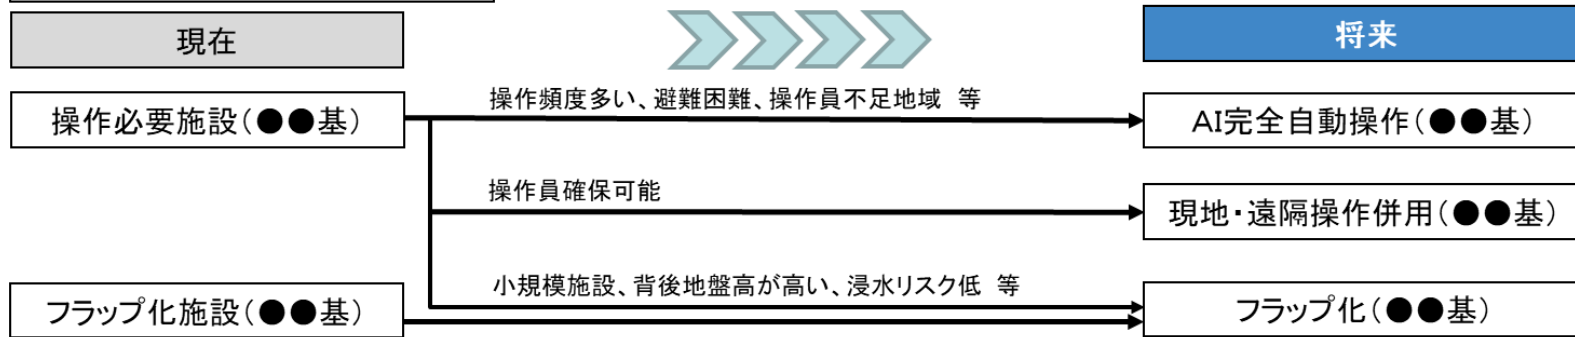 現在
将来
操作頻度多い、避難困難、操作員不足地域 等
操作必要施設(●●基)
AI完全自動操作(●●基)
操作員確保可能
現地・遠隔操作併用(●●基)
小規模施設、背後地盤高が高い、浸水リスク低 等
フラップ化施設(●●基)
フラップ化(●●基)